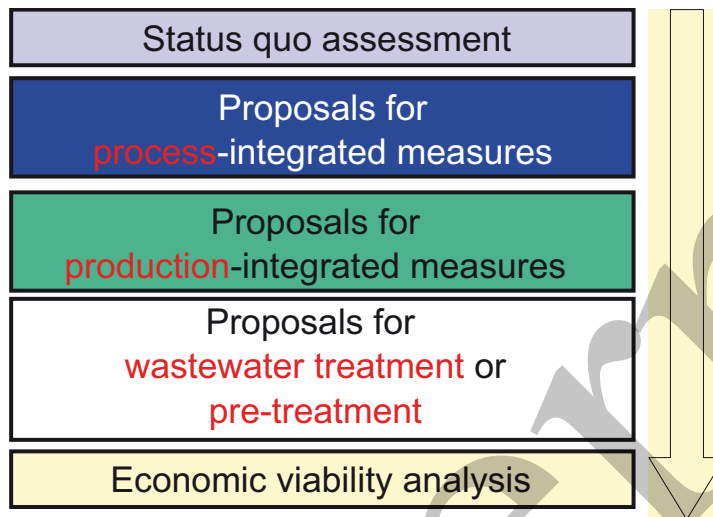 Status quo assessment
Proposals for
process-integrated measures
Proposals for
production-integrated measures
Proposals for
wastewater treatment or
pre-treatment
Economic viability analysis